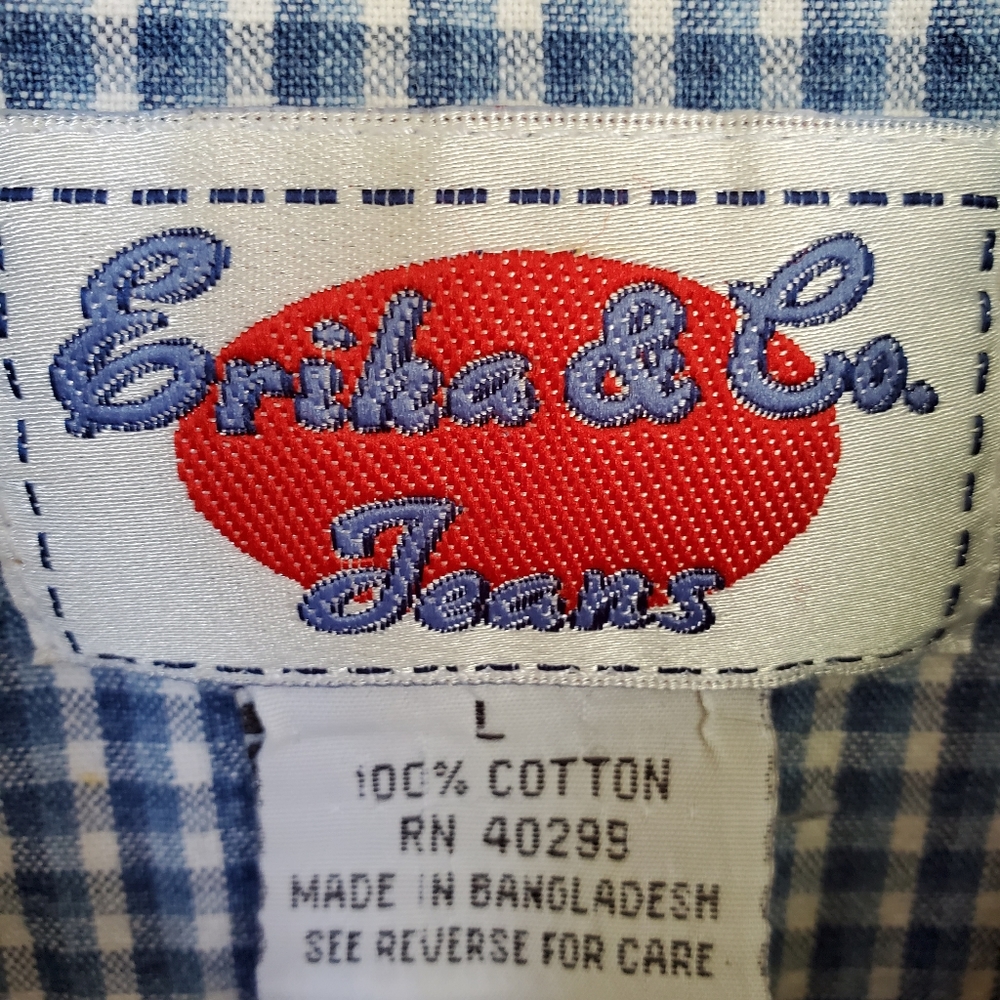 Erika & Co.
Jeans
L
100% COTTON
RN 40299
MADE IN BANGLADESH
SEE REVERSE FOR CARE